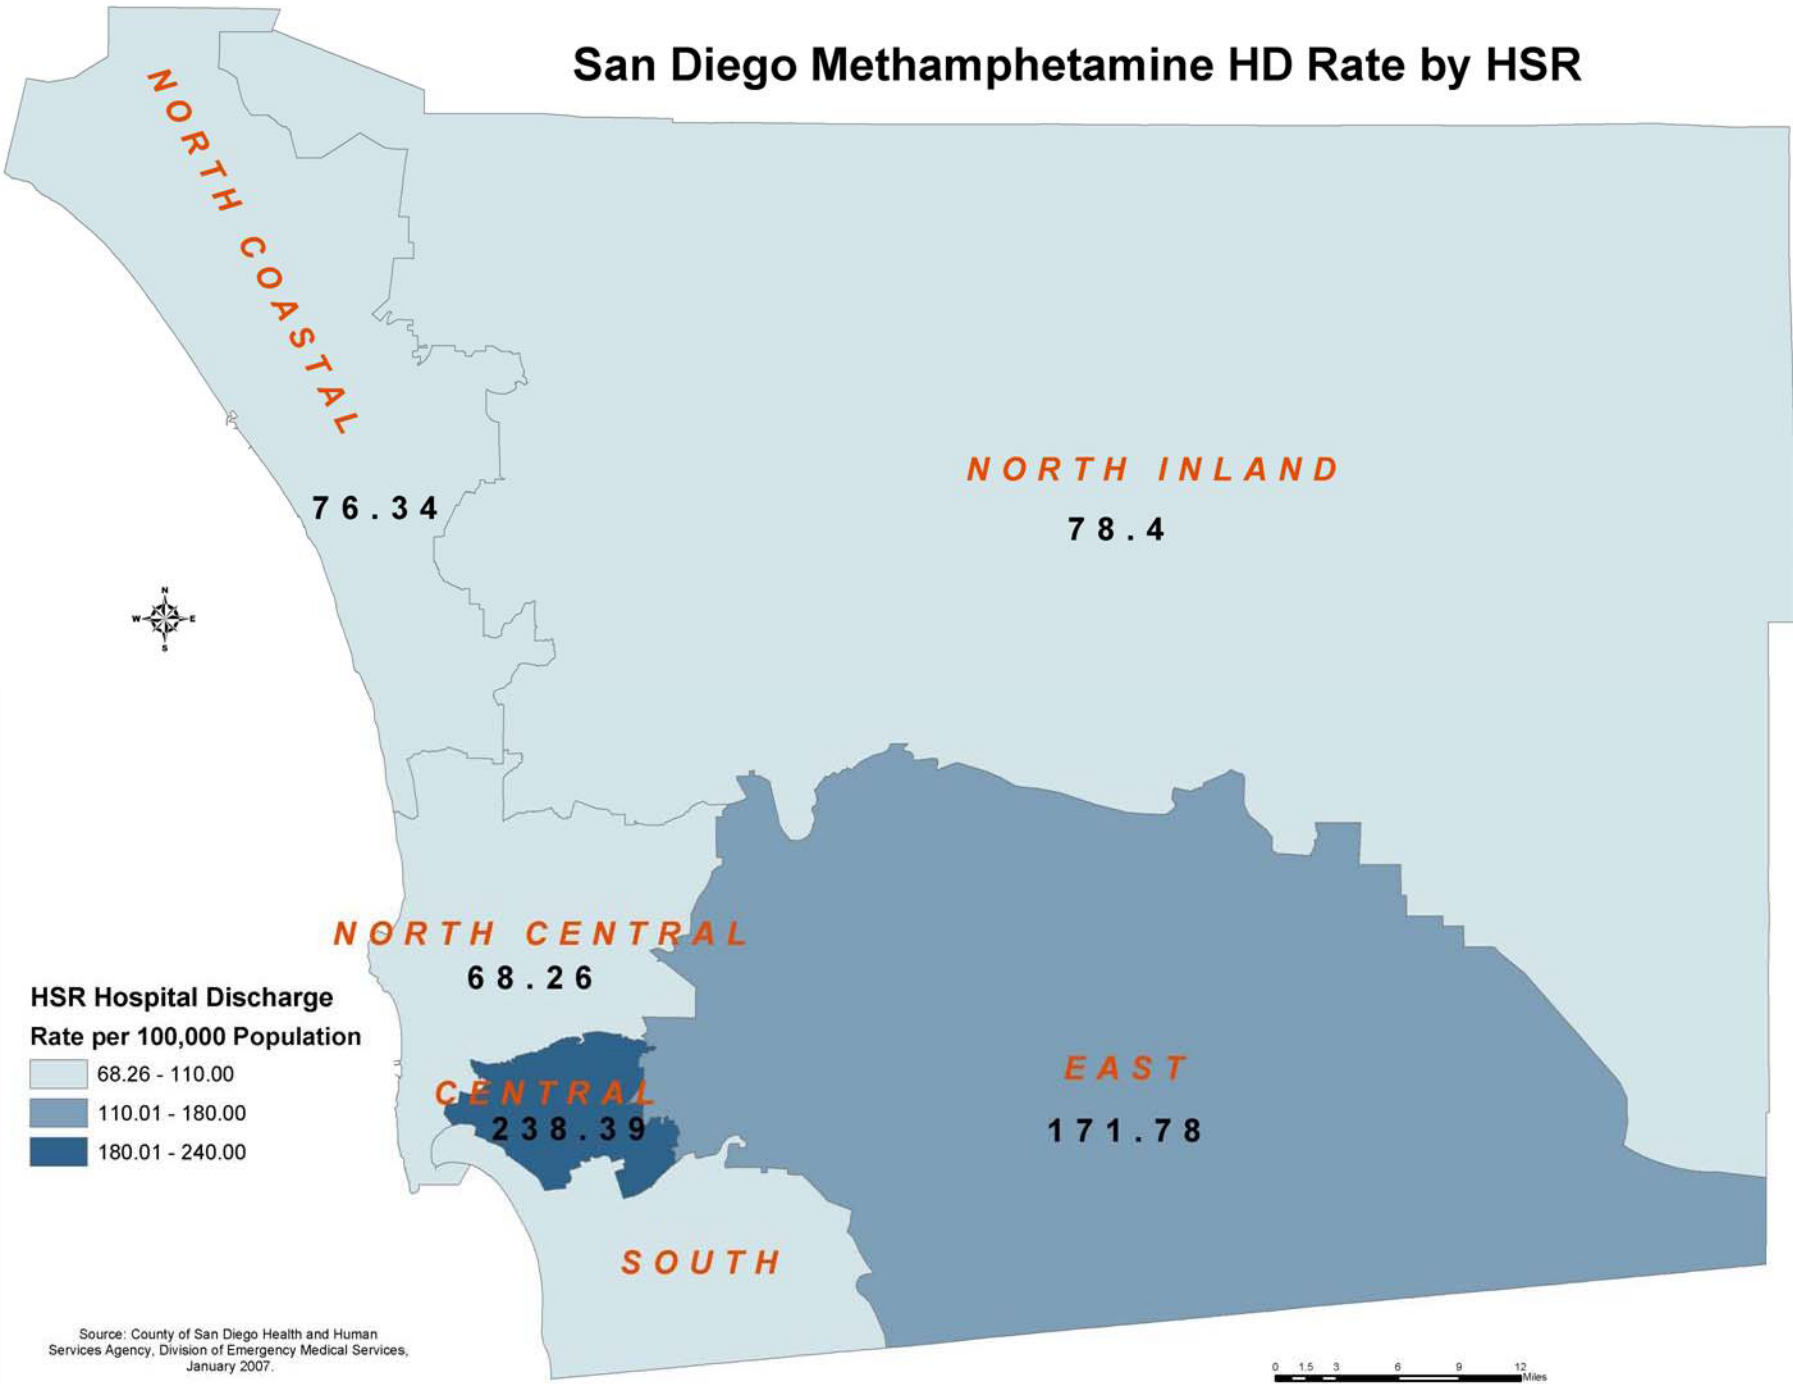 San Diego Methamphetamine HD Rate by HSR
NORTH COASTAL
76.34
NORTH INLAND
78.4
N
W E
S
NORTH CENTRAL
68.26
CENTRAL
238.39
EAST
171.78
SOUTH
HSR Hospital Discharge
Rate per 100,000 Population
68.26 - 110.00
110.01 - 180.00
180.01 - 240.00
Source: County of San Diego Health and Human
Services Agency, Division of Emergency Medical Services,
January 2007.
0 1.5 3 6 9 12
Miles